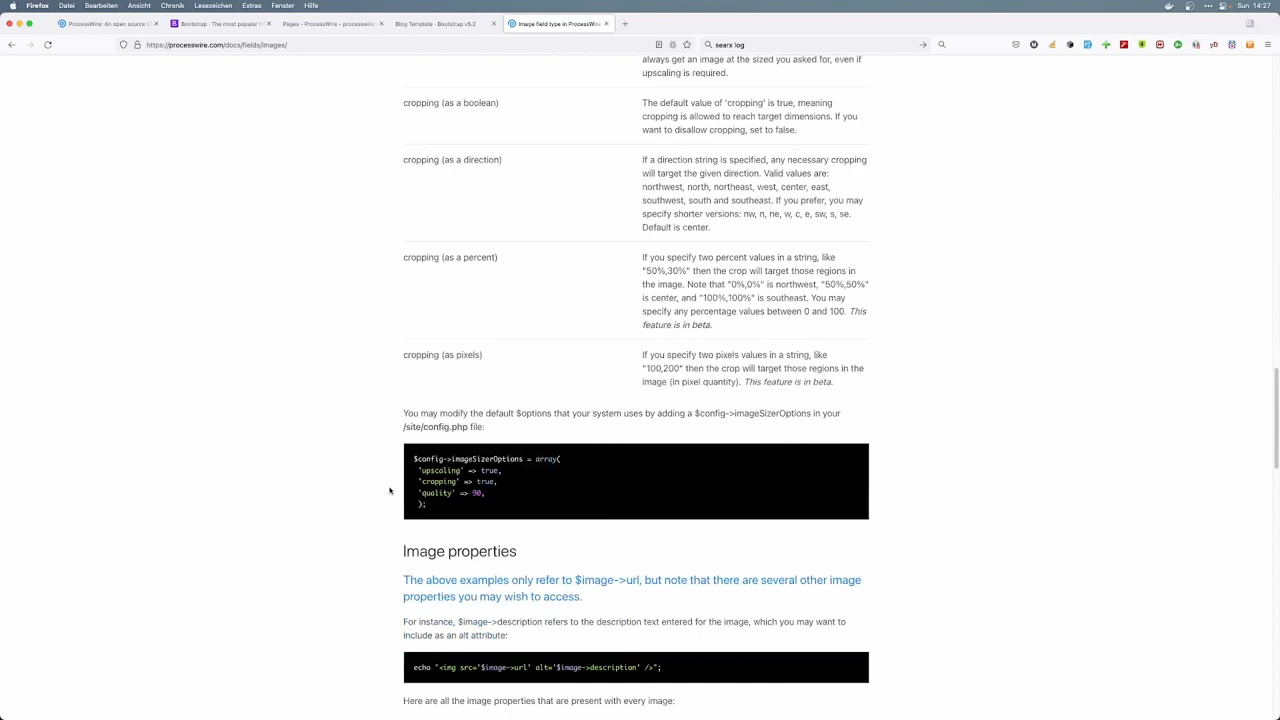 Firefox Datei Bearbeiten Ansicht Chronik Lesezeichen Extras Fenster Hilfe Sun 14:27
ProcessWire: An open source C Bootstrap · The most popular H Pages • ProcessWire • processwire Blog Template · Bootstrap v5.2 Image field type in ProcessWire
https://processwire.com/docs/fields/images/ searx log
always get an image at the sized you asked for, even if
upscaling is required.
cropping (as a boolean)
The default value of 'cropping' is true, meaning
cropping is allowed to reach target dimensions. If you
want to disallow cropping, set to false.
cropping (as a direction)
If a direction string is specified, any necessary cropping
will target the given direction. Valid values are:
northwest, north, northeast, west, center, east,
southwest, south and southeast. If you prefer, you may
specify shorter versions: nw, n, ne, w, c, e, sw, s, se.
Default is center.
cropping (as a percent)
If you specify two percent values in a string, like
"50%,30%" then the crop will target those regions in
the image. Note that "0%,0%" is northwest, "50%,50%"
is center, and "100%,100%" is southeast. You may
specify any percentage values between 0 and 100. This
feature is in beta.
cropping (as pixels)
If you specify two pixels values in a string, like
"100,200" then the crop will target those regions in the
image (in pixel quantity). This feature is in beta.
You may modify the default $options that your system uses by adding a $config->imageSizerOptions in your
/site/config.php file:
$config->imageSizerOptions = array(
'upscaling' => true,
'cropping' => true,
'quality' => 90,
);
Image properties
The above examples only refer to $image->url, but note that there are several other image
properties you may wish to access.
For instance, $image->description refers to the description text entered for the image, which you may want to
include as an alt attribute:
echo "<img src='$image->url' alt='$image->description' />";
Here are all the image properties that are present with every image: